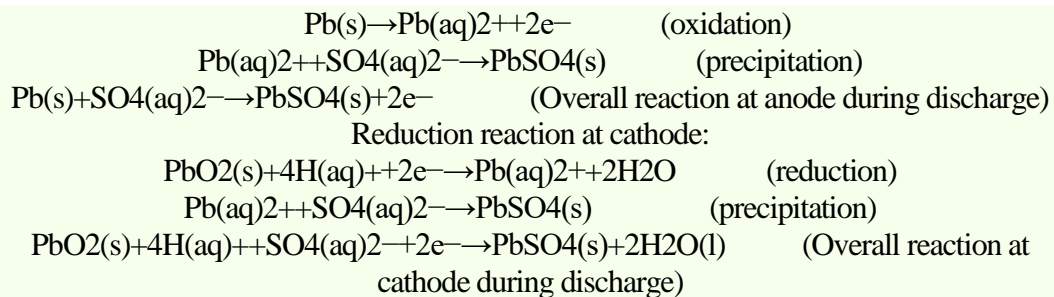 Pb(s)→Pb(aq)2++2e− (oxidation)
Pb(aq)2++SO4(aq)2−→PbSO4(s) (precipitation)
Pb(s)+SO4(aq)2−→PbSO4(s)+2e− (Overall reaction at anode during discharge)
Reduction reaction at cathode:
PbO2(s)+4H(aq)++2e−→Pb(aq)2++2H2O (reduction)
Pb(aq)2++SO4(aq)2−→PbSO4(s) (precipitation)
PbO2(s)+4H(aq)++SO4(aq)2−+2e−→PbSO4(s)+2H2O(l) (Overall reaction at
cathode during discharge)